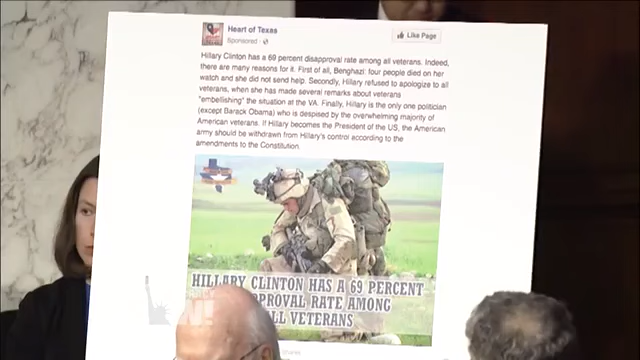 Heart of Texas
Sponsored ·
Like Page
Hillary Clinton has a 69 percent disapproval rate among all veterans. Indeed,
there are many reasons for it. First of all, Benghazi: four people died on her
watch and she did not send help. Secondly, Hillary refused to apologize to all
veterans, when she has made several remarks about veterans
"embellishing" the situation at the VA. Finally, Hillary is the only one politician
(except Barack Obama) who is despised by the overwhelming majority of
American veterans. If Hillary becomes the President of the US, the American
army should be withdrawn from Hillary's control according to the
amendments to the Constitution.
HILLARY CLINTON HAS A 69 PERCENT
APPROVAL RATE AMONG
ALL VETERANS
N!
shares